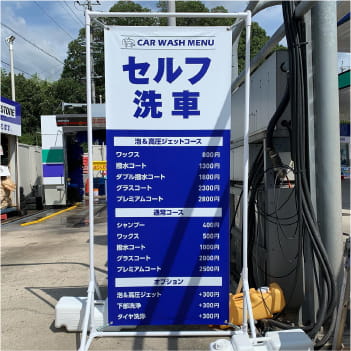 CAR WASH MENU
セルフ
洗車
泡&高圧ジェットコース
ワックス 800円
撥水コート 1300円
ダブル撥水コート 1800円
グラスコート 2300円
プレミアムコート 2800円
通常コース
シャンプー 400円
ワックス 500円
撥水コート 1000円
グラスコート 2000円
プレミアムコート 2500円
オプション
泡&高圧ジェット +300円
下部洗浄 +300円
タイヤ洗浄 +300円
STONE